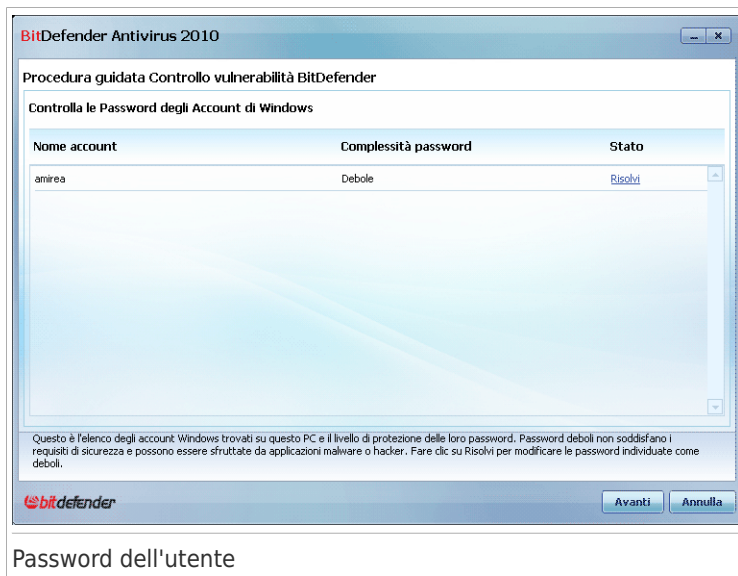 BitDefender Antivirus 2010
Procedura guidata Controllo vulnerabilità BitDefender
Controlla le Password degli Account di Windows
Nome account Complessità password Stato
amirea Debole Risolvi
Questo è l'elenco degli account Windows trovati su questo PC e il livello di protezione delle loro password. Password deboli non soddisfano i
requisiti di sicurezza e possono essere sfruttate da applicazioni malware o hacker. Fare clic su Risolvi per modificare le password individuate come
deboli.
bitdefender Avanti Annulla
Password dell'utente